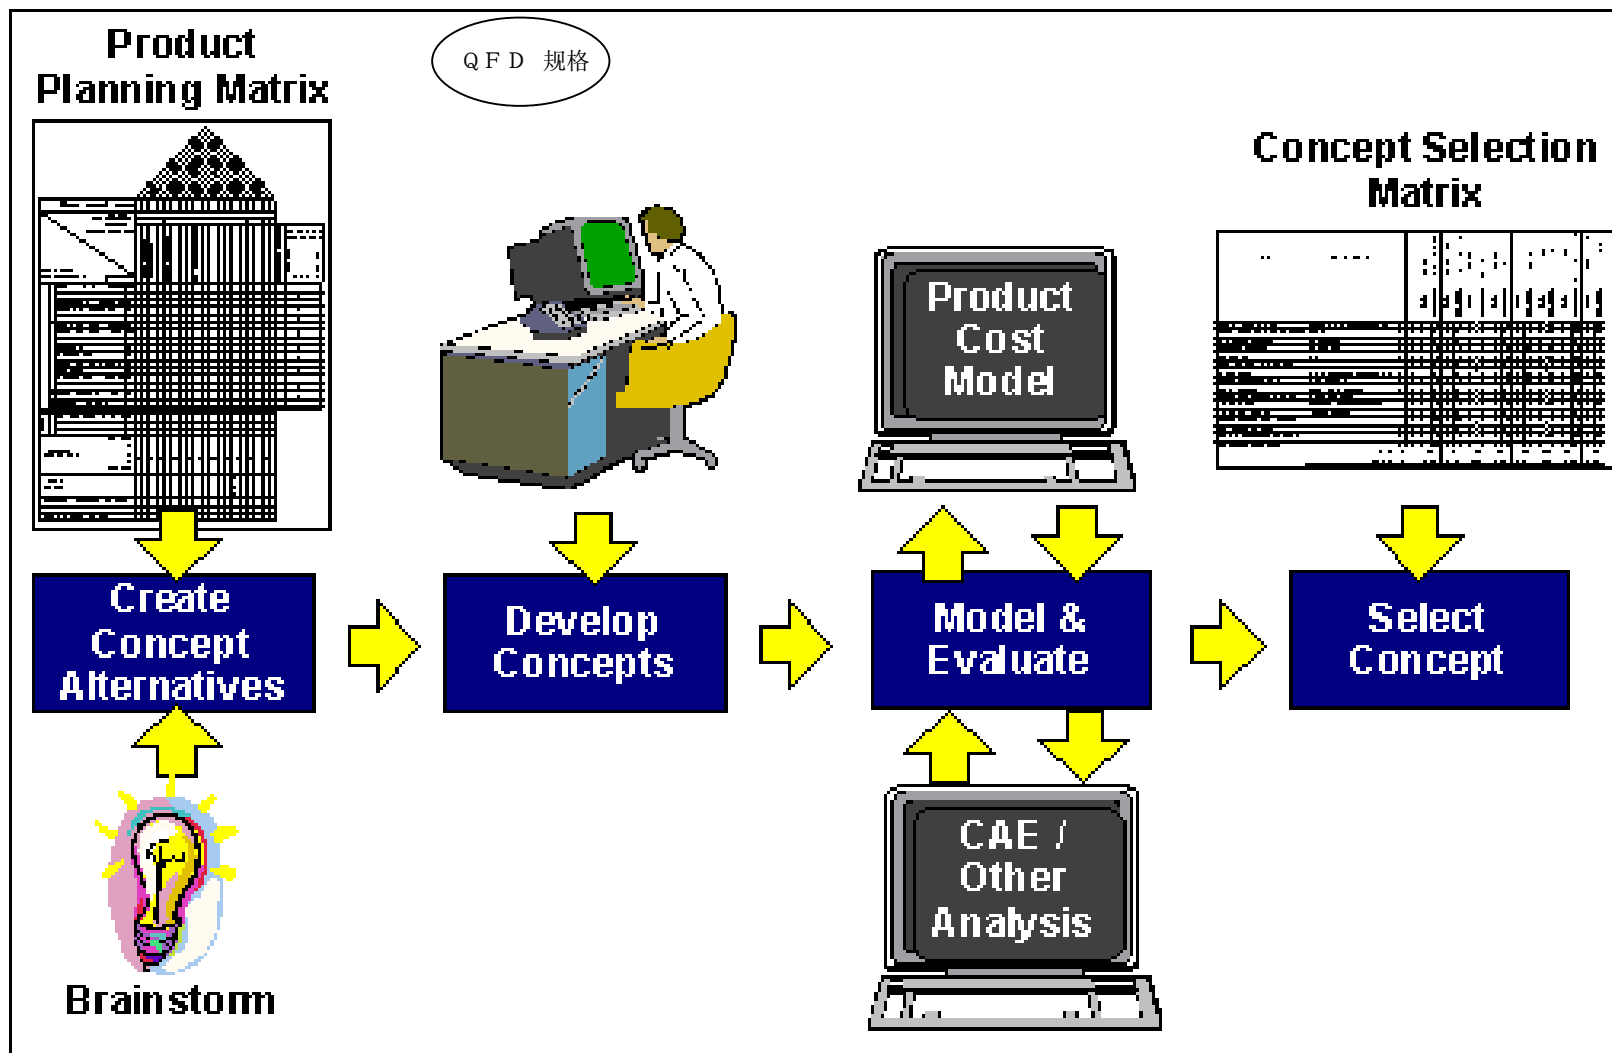 Product
Planning Matrix
QFD 规格
Concept Selection
Matrix
Product
Cost
Model
Create
Concept
Alternatives
Develop
Concepts
Model &
Evaluate
Select
Concept
CAE /
Other
Analysis
Brainstorm